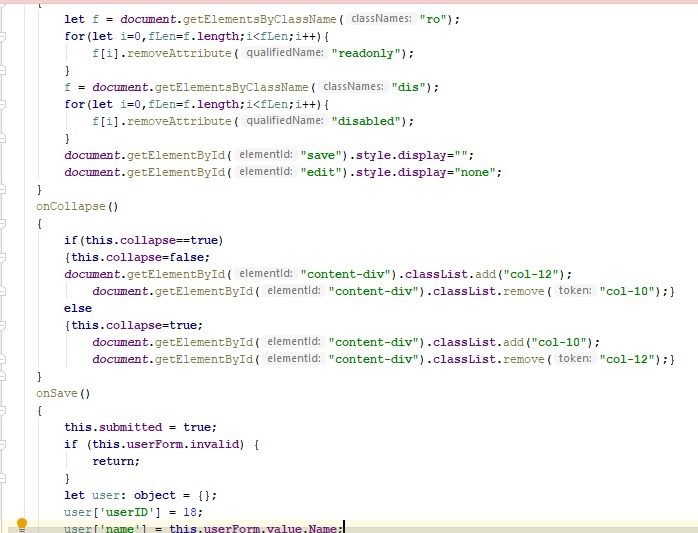 {
let f = document.getElementsByClassName( classNames: "ro");
for(let i=0,fLen=f.length;i<fLen;i++){
f[i].removeAttribute( qualifiedName: "readonly");
}
f = document.getElementsByClassName( classNames: "dis");
for(let i=0,fLen=f.length;i<fLen;i++){
f[i].removeAttribute( qualifiedName: "disabled");
}
document.getElementById( elementId: "save").style.display="";
document.getElementById( elementId: "edit").style.display="none";
}
onCollapse()
{
if(this.collapse==true)
{this.collapse=false;
document.getElementById( elementId: "content-div").classList.add("col-12");
document.getElementById( elementId: "content-div").classList.remove( token: "col-10");}
else
{this.collapse=true;
document.getElementById( elementId: "content-div").classList.add("col-10");
document.getElementById( elementId: "content-div").classList.remove( token: "col-12");}
}
onSave()
{
this.submitted = true;
if (this.userForm.invalid) {
return;
}
let user: object = {};
user['userID'] = 18;
user['name'] = this.userForm.value.Name;